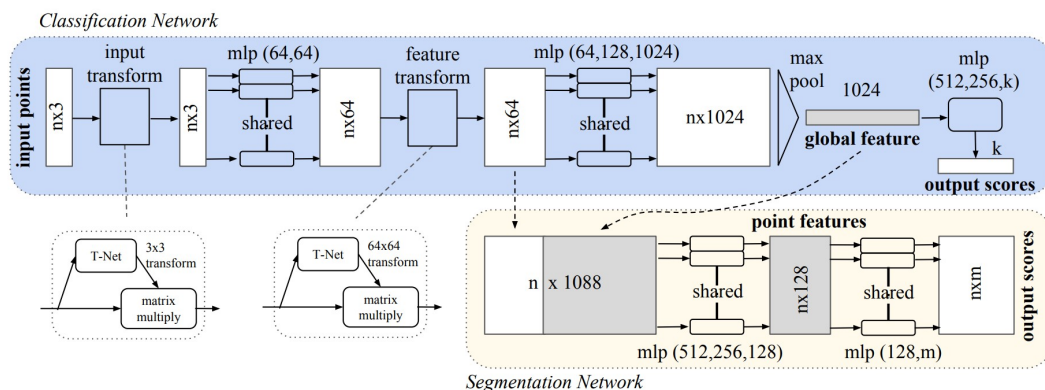 Classification Network
input points
nx3
input
transform
nx3
mlp (64,64)
shared
nx64
feature
transform
nx64
mlp (64,128,1024)
shared
nx1024
max
pool
1024
global feature
mlp
(512,256,k)
k
output scores
T-Net
3x3
transform
matrix
multiply
T-Net
64x64
transform
matrix
multiply
point features
n x 1088
shared
mlp (512,256,128)
nx128
shared
mlp (128,m)
nxm
output scores
Segmentation Network